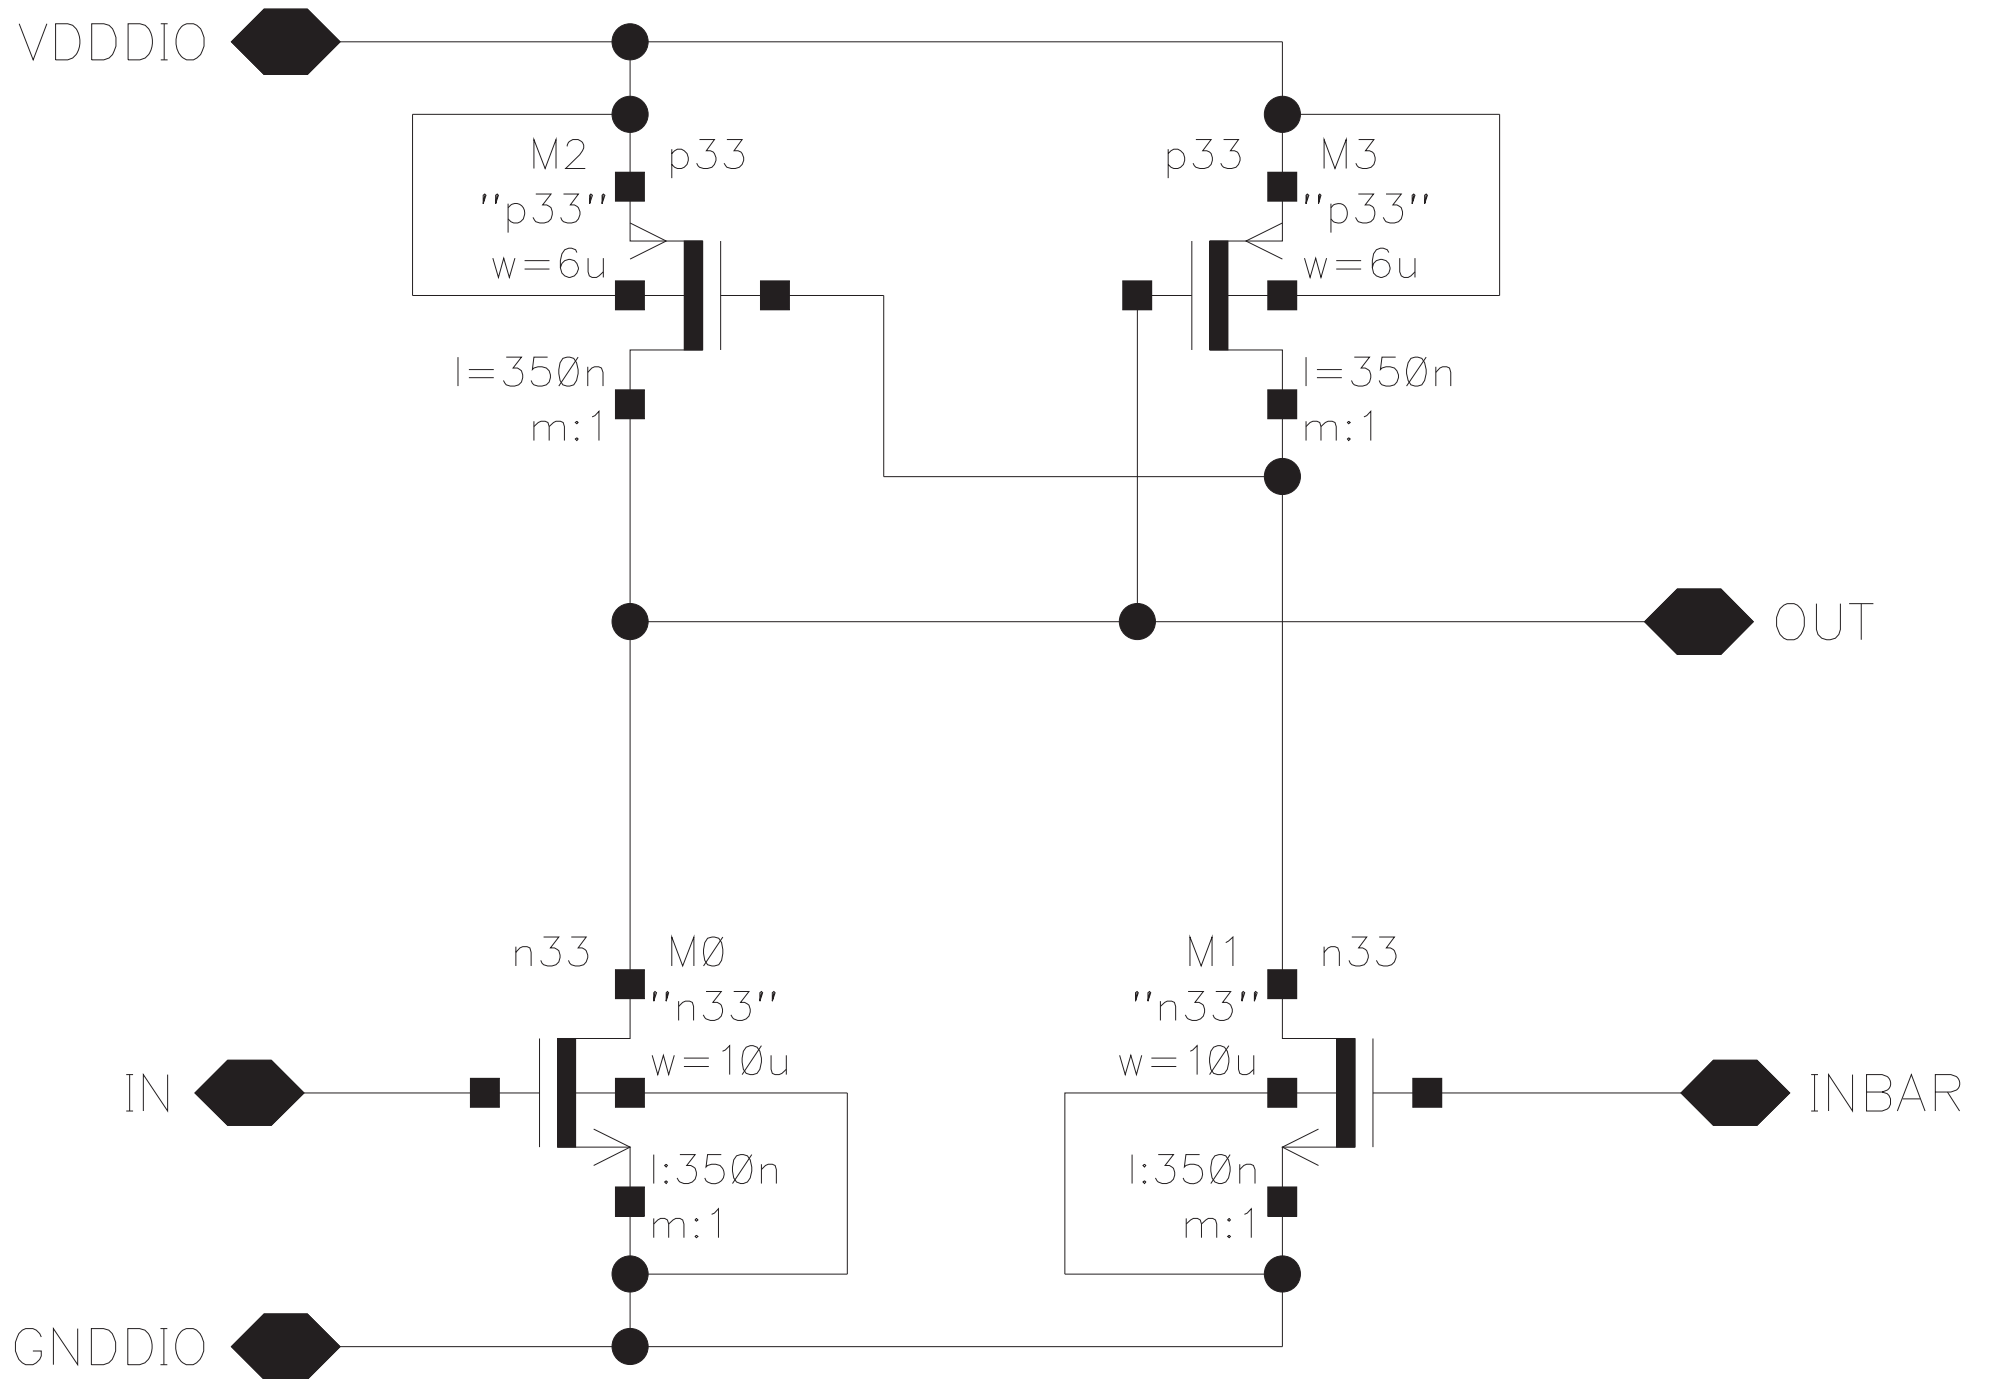 VDDDIO
M2 p33
"p33"
w=6u
l=350n
m:1
p33 M3
"p33"
w=6u
l=350n
m:1
OUT
n33 M0
"n33"
w=10u
l:350n
m:1
M1 n33
"n33"
w=10u
l:350n
m:1
IN
INBAR
GNDDIO